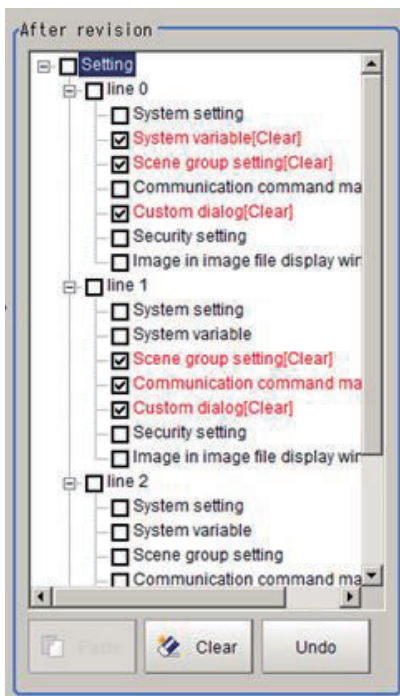 After revision
Setting
line 0
System setting
System variable[Clear]
Scene group setting[Clear]
Communication command ma
Custom dialog[Clear]
Security setting
Image in image file display wir
line 1
System setting
System variable
Scene group setting[Clear]
Communication command ma
Custom dialog[Clear]
Security setting
Image in image file display wir
line 2
System setting
System variable
Scene group setting
Communication command ma
Paste Clear Undo